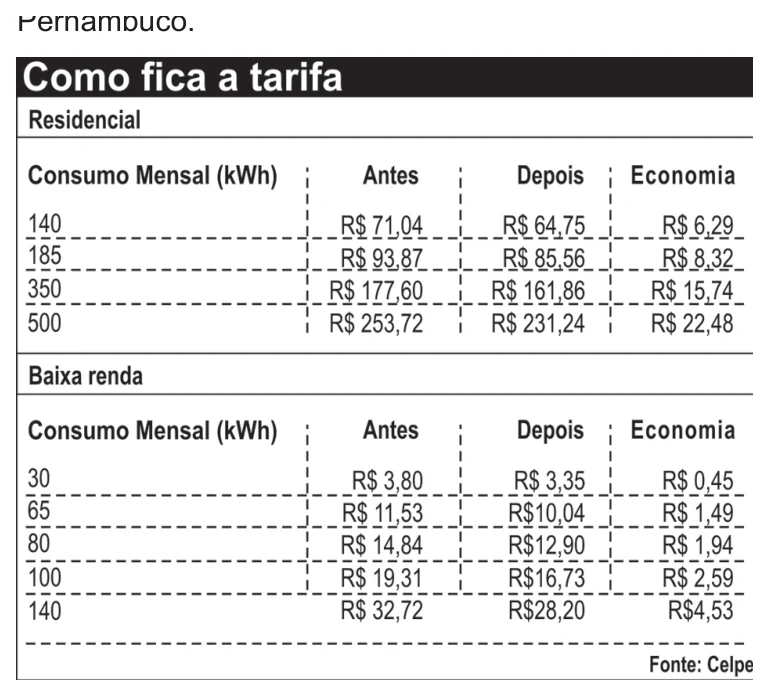 Pernambuco.
Como fica a tarifa
Residencial
Consumo Mensal (kWh) Antes Depois Economia
140 R$ 71,04 R$ 64,75 R$ 6,29
185 R$ 93,87 R$ 85,56 R$ 8,32
350 R$ 177,60 R$ 161,86 R$ 15,74
500 R$ 253,72 R$ 231,24 R$ 22,48
Baixa renda
Consumo Mensal (kWh) Antes Depois Economia
30 R$ 3,80 R$ 3,35 R$ 0,45
65 R$ 11,53 R$10,04 R$ 1,49
80 R$ 14,84 R$12,90 R$ 1,94
100 R$ 19,31 R$16,73 R$ 2,59
140 R$ 32,72 R$28,20 R$4,53
Fonte: Celpe